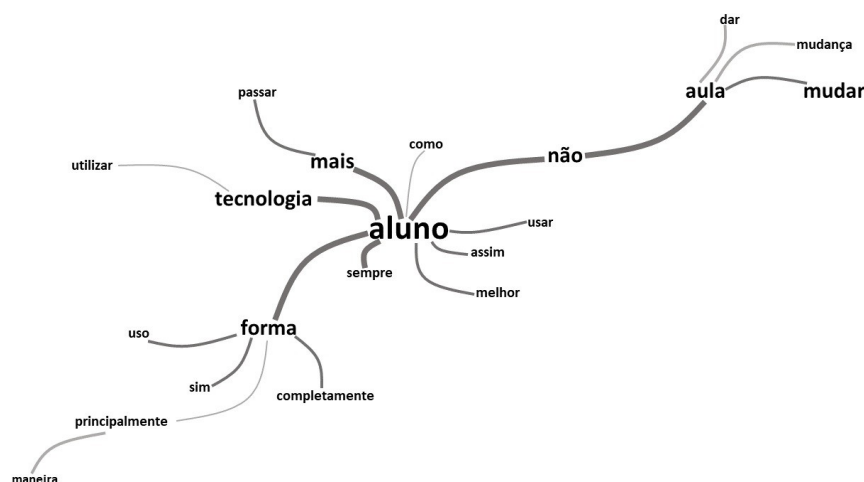 dar
mudança
aula
mudar
passar
como
não
mais
utilizar
tecnologia
aluno
usar
assim
sempre
melhor
forma
uso
sim
completamente
principalmente
maneira